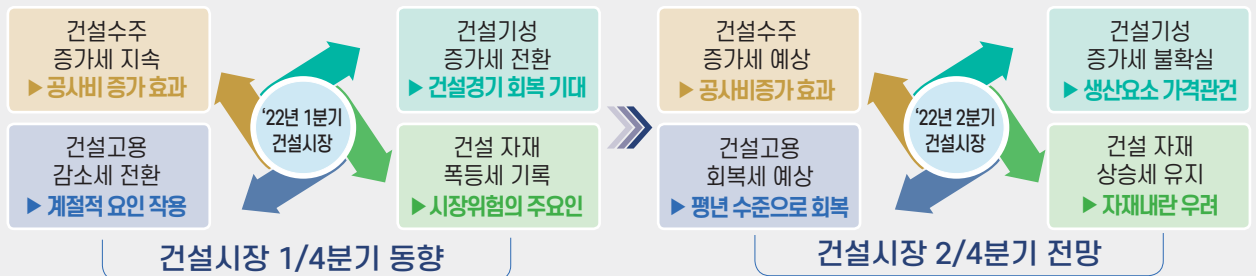 건설수주
증가세 지속
▶ 공사비 증가 효과
건설기성
증가세 전환
▶ 건설경기 회복 기대
‘22년 1분기
건설시장
건설고용
감소세 전환
▶ 계절적 요인 작용
건설 자재
폭등세 기록
▶ 시장위험의 주요인
건설시장 1/4분기 동향
건설수주
증가세 예상
▶ 공사비증가 효과
건설기성
증가세 불확실
▶ 생산요소 가격관건
‘22년 2분기
건설시장
건설고용
회복세 예상
▶ 평년 수준으로 회복
건설 자재
상승세 유지
▶ 자재내란 우려
건설시장 2/4분기 전망